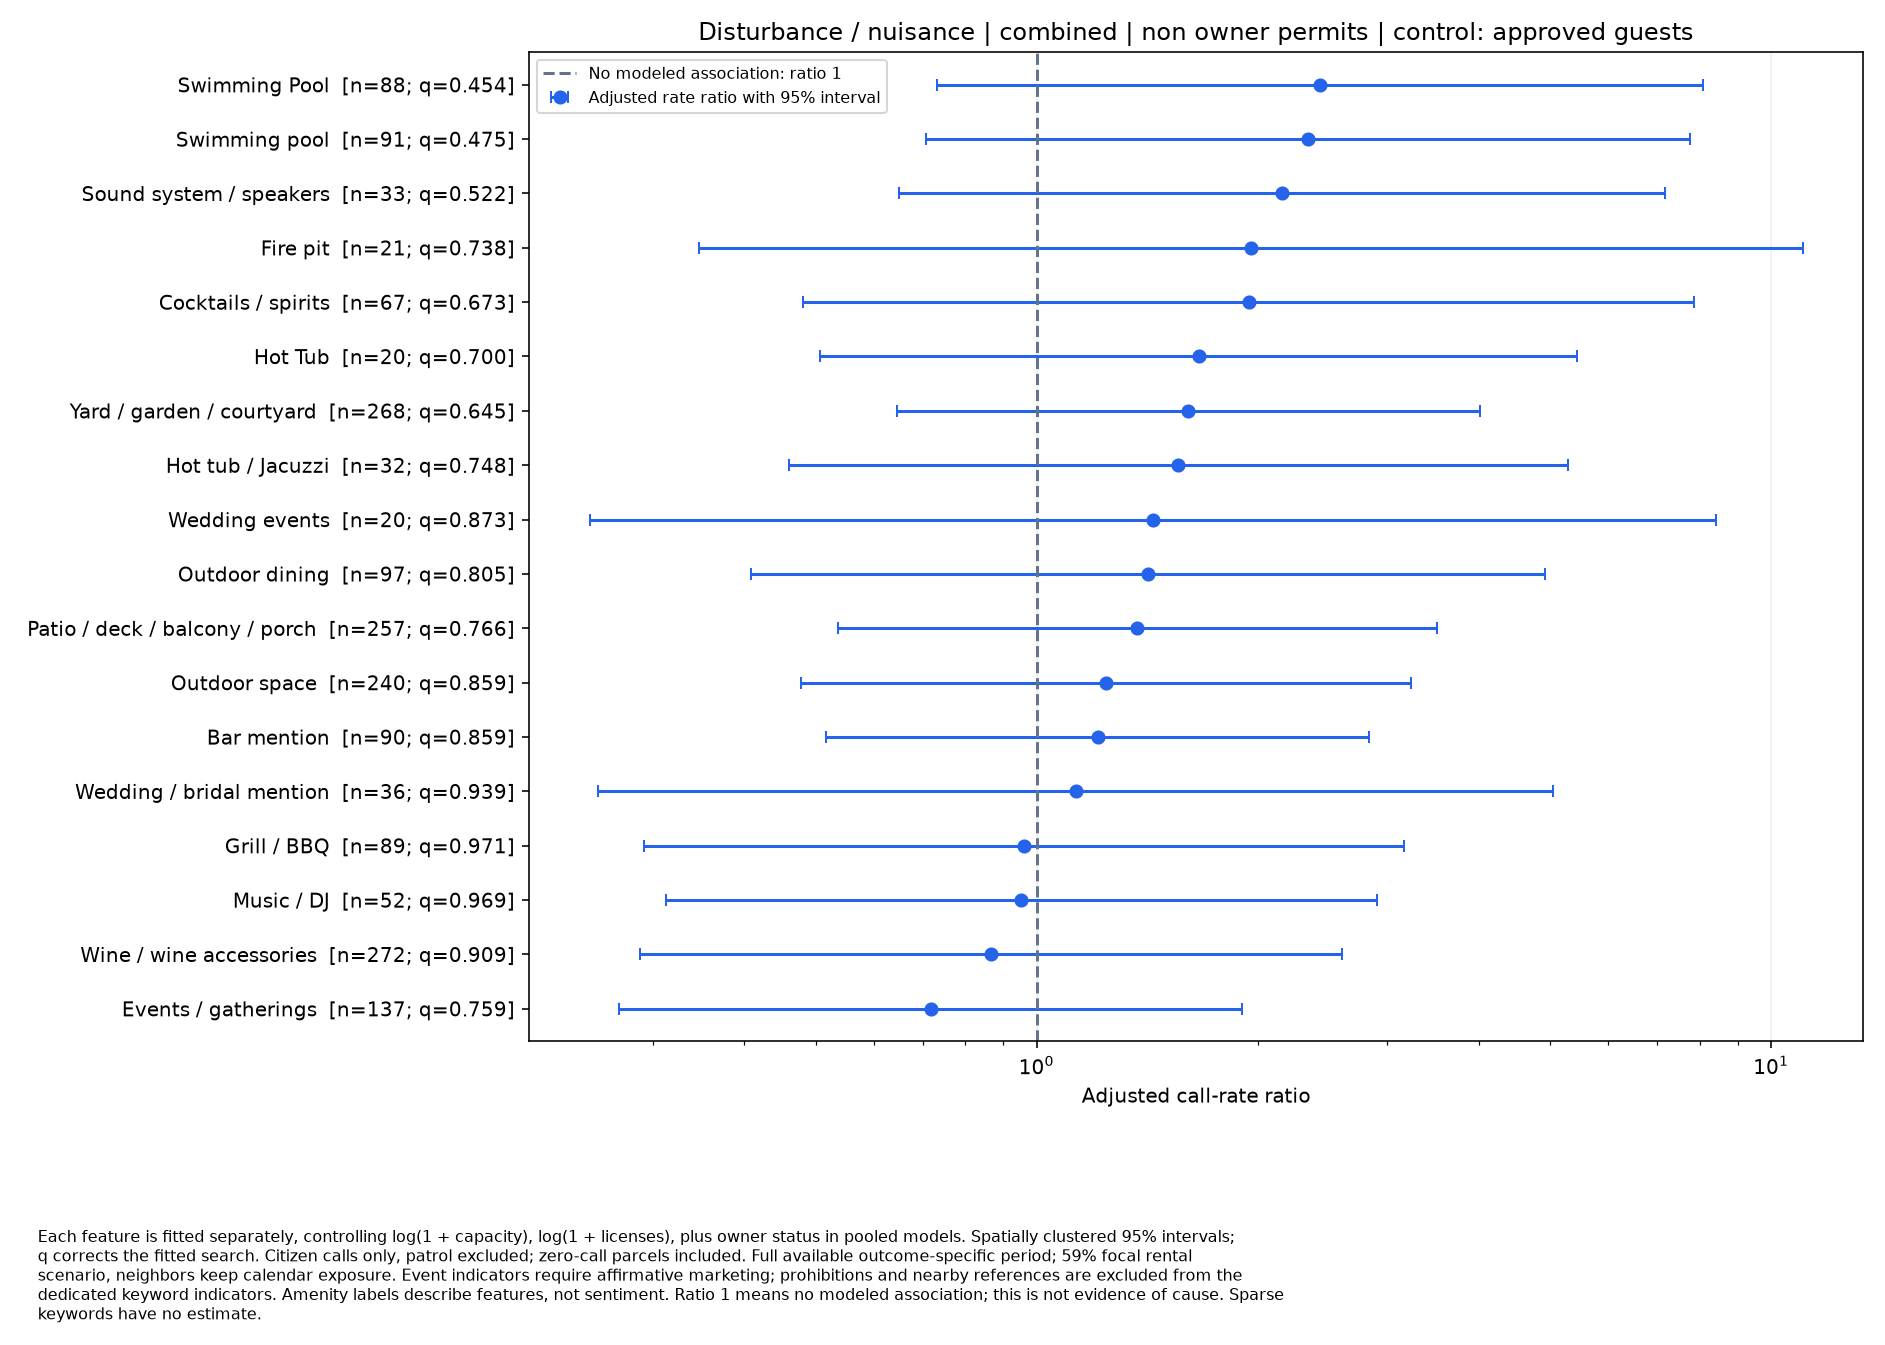 Disturbance / nuisance | combined | non owner permits | control: approved guests
No modeled association: ratio 1
Adjusted rate ratio with 95% interval
Swimming Pool [n=88; q=0.454]
Swimming pool [n=91; q=0.475]
Sound system / speakers [n=33; q=0.522]
Fire pit [n=21; q=0.738]
Cocktails / spirits [n=67; q=0.673]
Hot Tub [n=20; q=0.700]
Yard / garden / courtyard [n=268; q=0.645]
Hot tub / Jacuzzi [n=32; q=0.748]
Wedding events [n=20; q=0.873]
Outdoor dining [n=97; q=0.805]
Patio / deck / balcony / porch [n=257; q=0.766]
Outdoor space [n=240; q=0.859]
Bar mention [n=90; q=0.859]
Wedding / bridal mention [n=36; q=0.939]
Grill / BBQ [n=89; q=0.971]
Music / DJ [n=52; q=0.969]
Wine / wine accessories [n=272; q=0.909]
Events / gatherings [n=137; q=0.759]
10⁰ 10¹
Adjusted call-rate ratio
Each feature is fitted separately, controlling log(1 + capacity), log(1 + licenses), plus owner status in pooled models. Spatially clustered 95% intervals;
q corrects the fitted search. Citizen calls only, patrol excluded; zero-call parcels included. Full available outcome-specific period; 59% focal rental
scenario, neighbors keep calendar exposure. Event indicators require affirmative marketing; prohibitions and nearby references are excluded from the
dedicated keyword indicators. Amenity labels describe features, not sentiment. Ratio 1 means no modeled association; this is not evidence of cause. Sparse
keywords have no estimate.